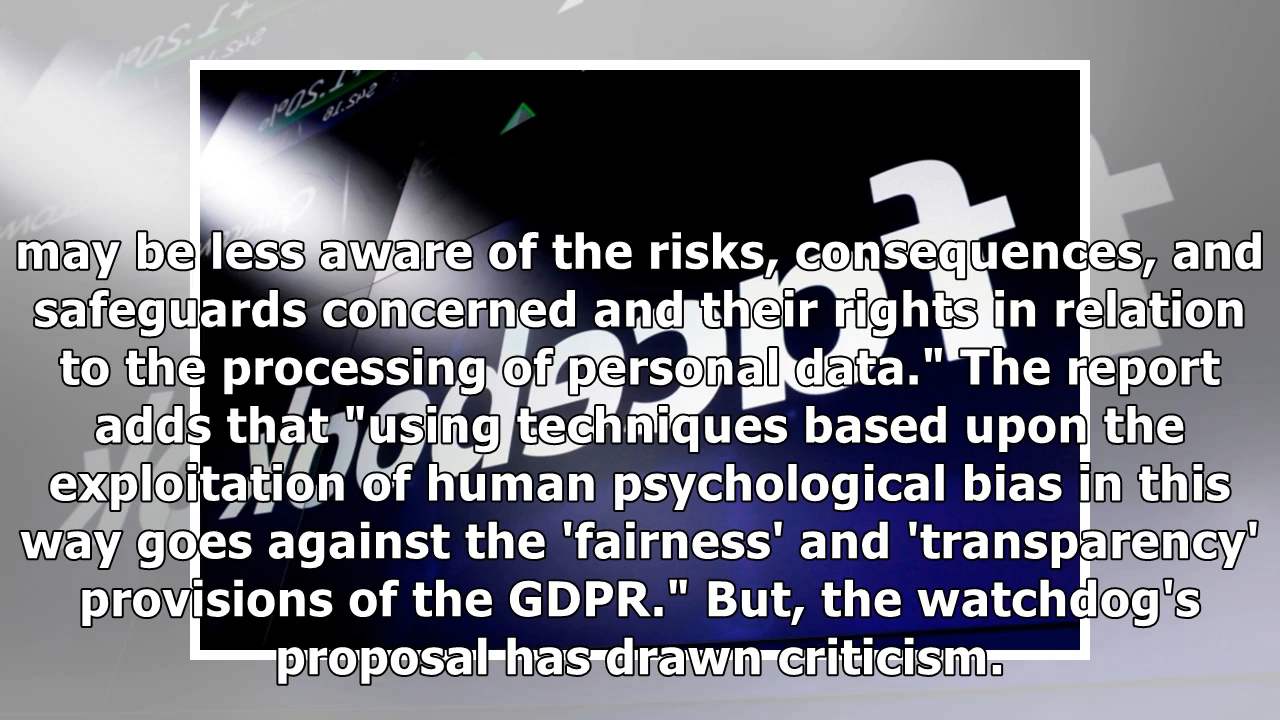 may be less aware of the risks, consequences, and
safeguards concerned and their rights in relation
to the processing of personal data." The report
adds that "using techniques based upon the
exploitation of human psychological bias in this
way goes against the 'fairness' and 'transparency'
provisions of the GDPR." But, the watchdog's
proposal has drawn criticism.
facebook